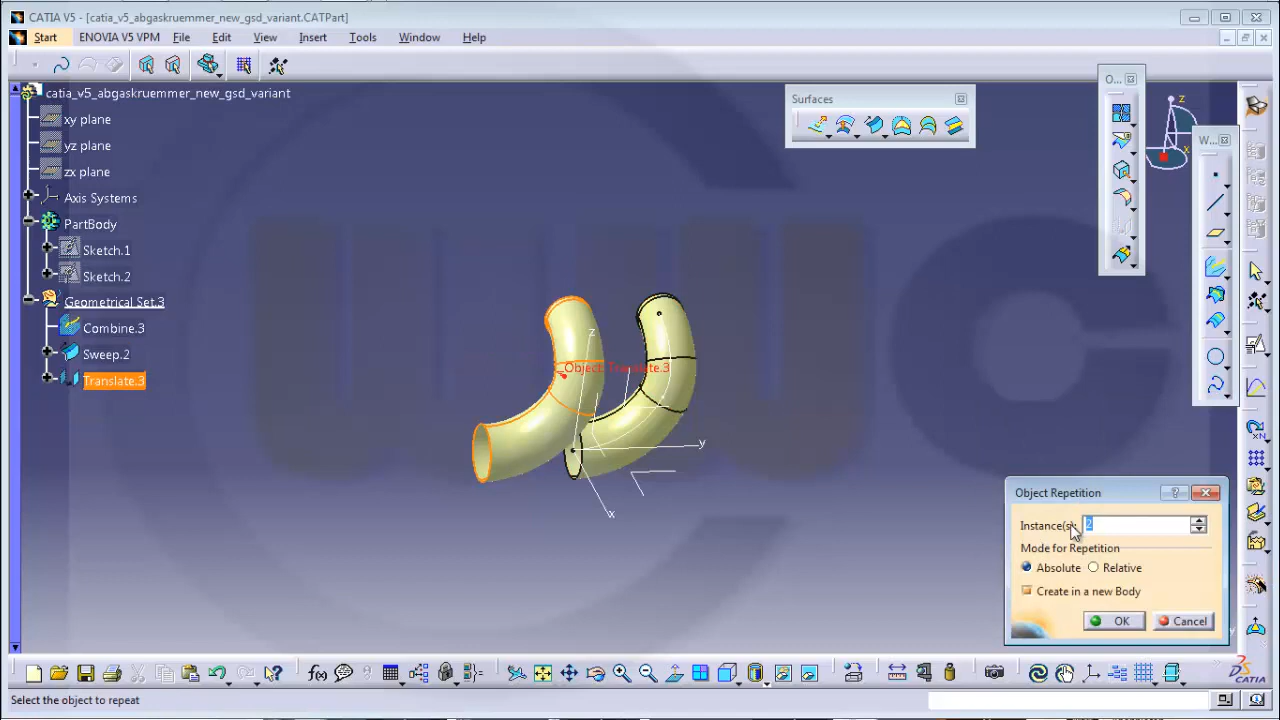 CATIA V5 - [catia_v5_abgaskruemmer_new_gsd_variant.CATPart]
Start ENOVIA V5 VPM File Edit View Insert Tools Window Help
catia_v5_abgaskruemmer_new_gsd_variant
xy plane
yz plane
zx plane
Axis Systems
PartBody
Sketch.1
Sketch.2
Geometrical Set.3
Combine.3
Sweep.2
Translate.3
Surfaces
O...
W...
z
x
z
Object: Translate.3
y
x
Object Repetition
Instance(s):
2
Mode for Repetition
Absolute Relative
Create in a new Body
OK Cancel
f(x)
CATIA
Select the object to repeat